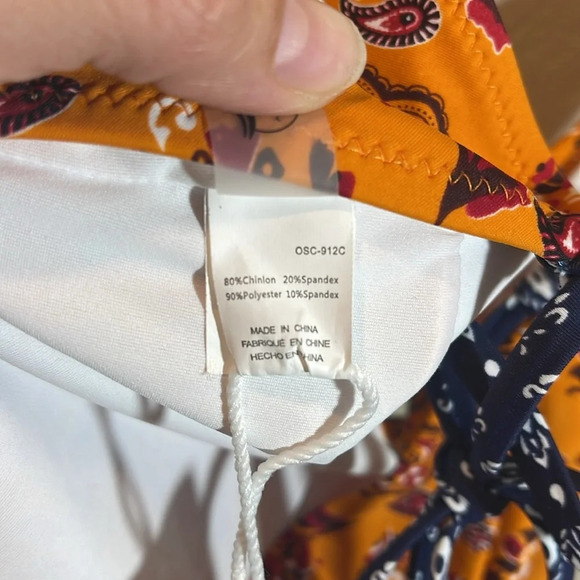 OSC-912C
80%Chinlon 20%Spandex
90%Polyester 10%Spandex
MADE IN CHINA
FABRIQUE EN CHINE
HECHO EN CHINA